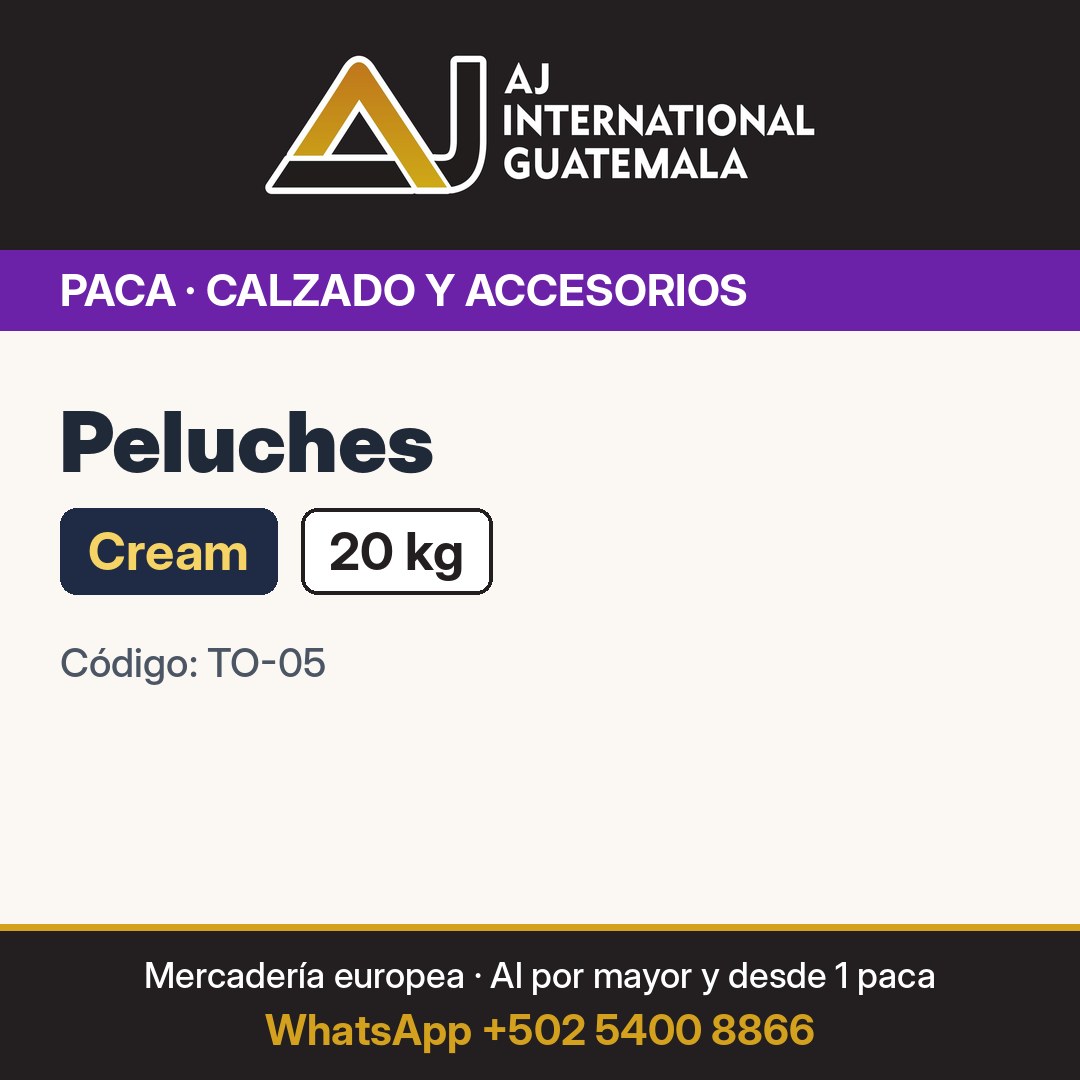 AJ
AJ
INTERNATIONAL
GUATEMALA
PACA · CALZADO Y ACCESORIOS
Peluches
Cream
20 kg
Código: TO-05
Mercadería europea · Al por mayor y desde 1 paca
WhatsApp +502 5400 8866